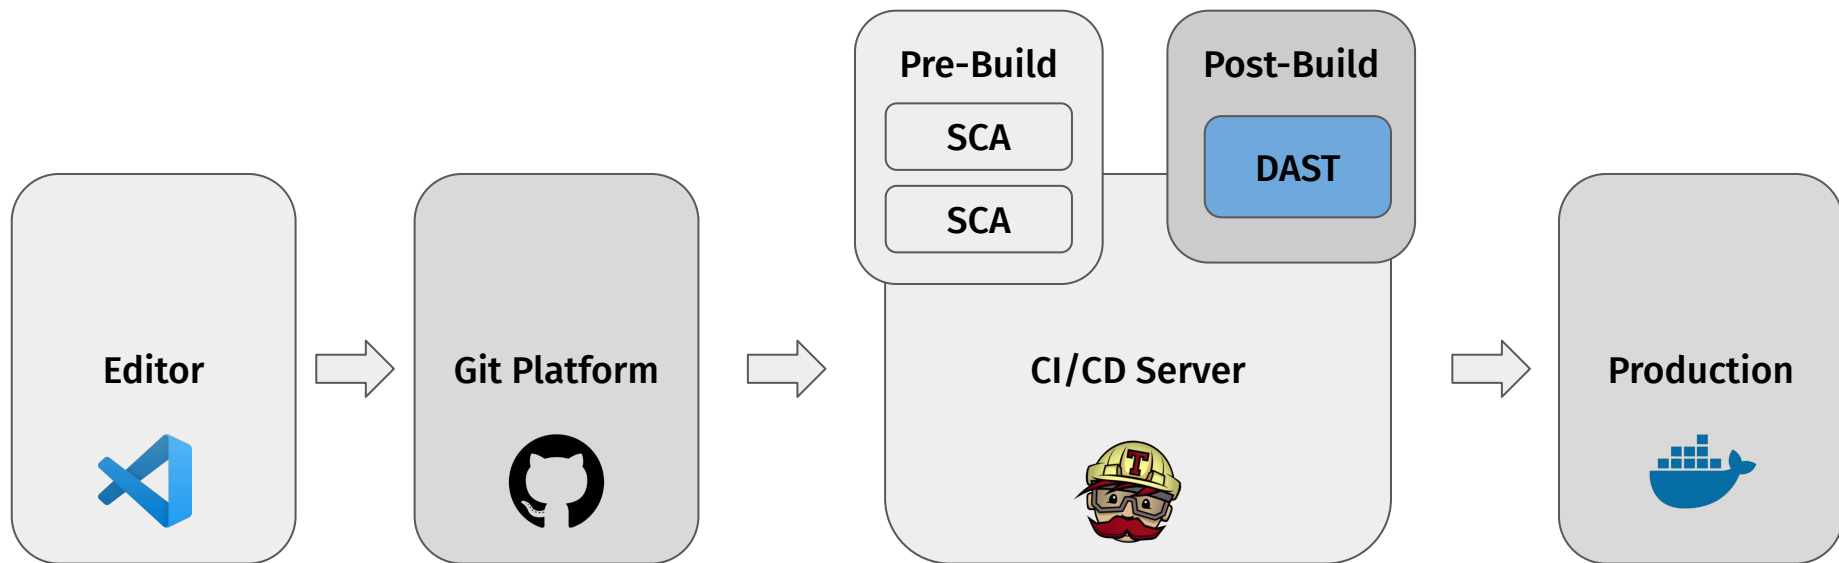 Pre-Build
SCA
SCA
Post-Build
DAST
Editor
Git Platform
CI/CD Server
Production
T